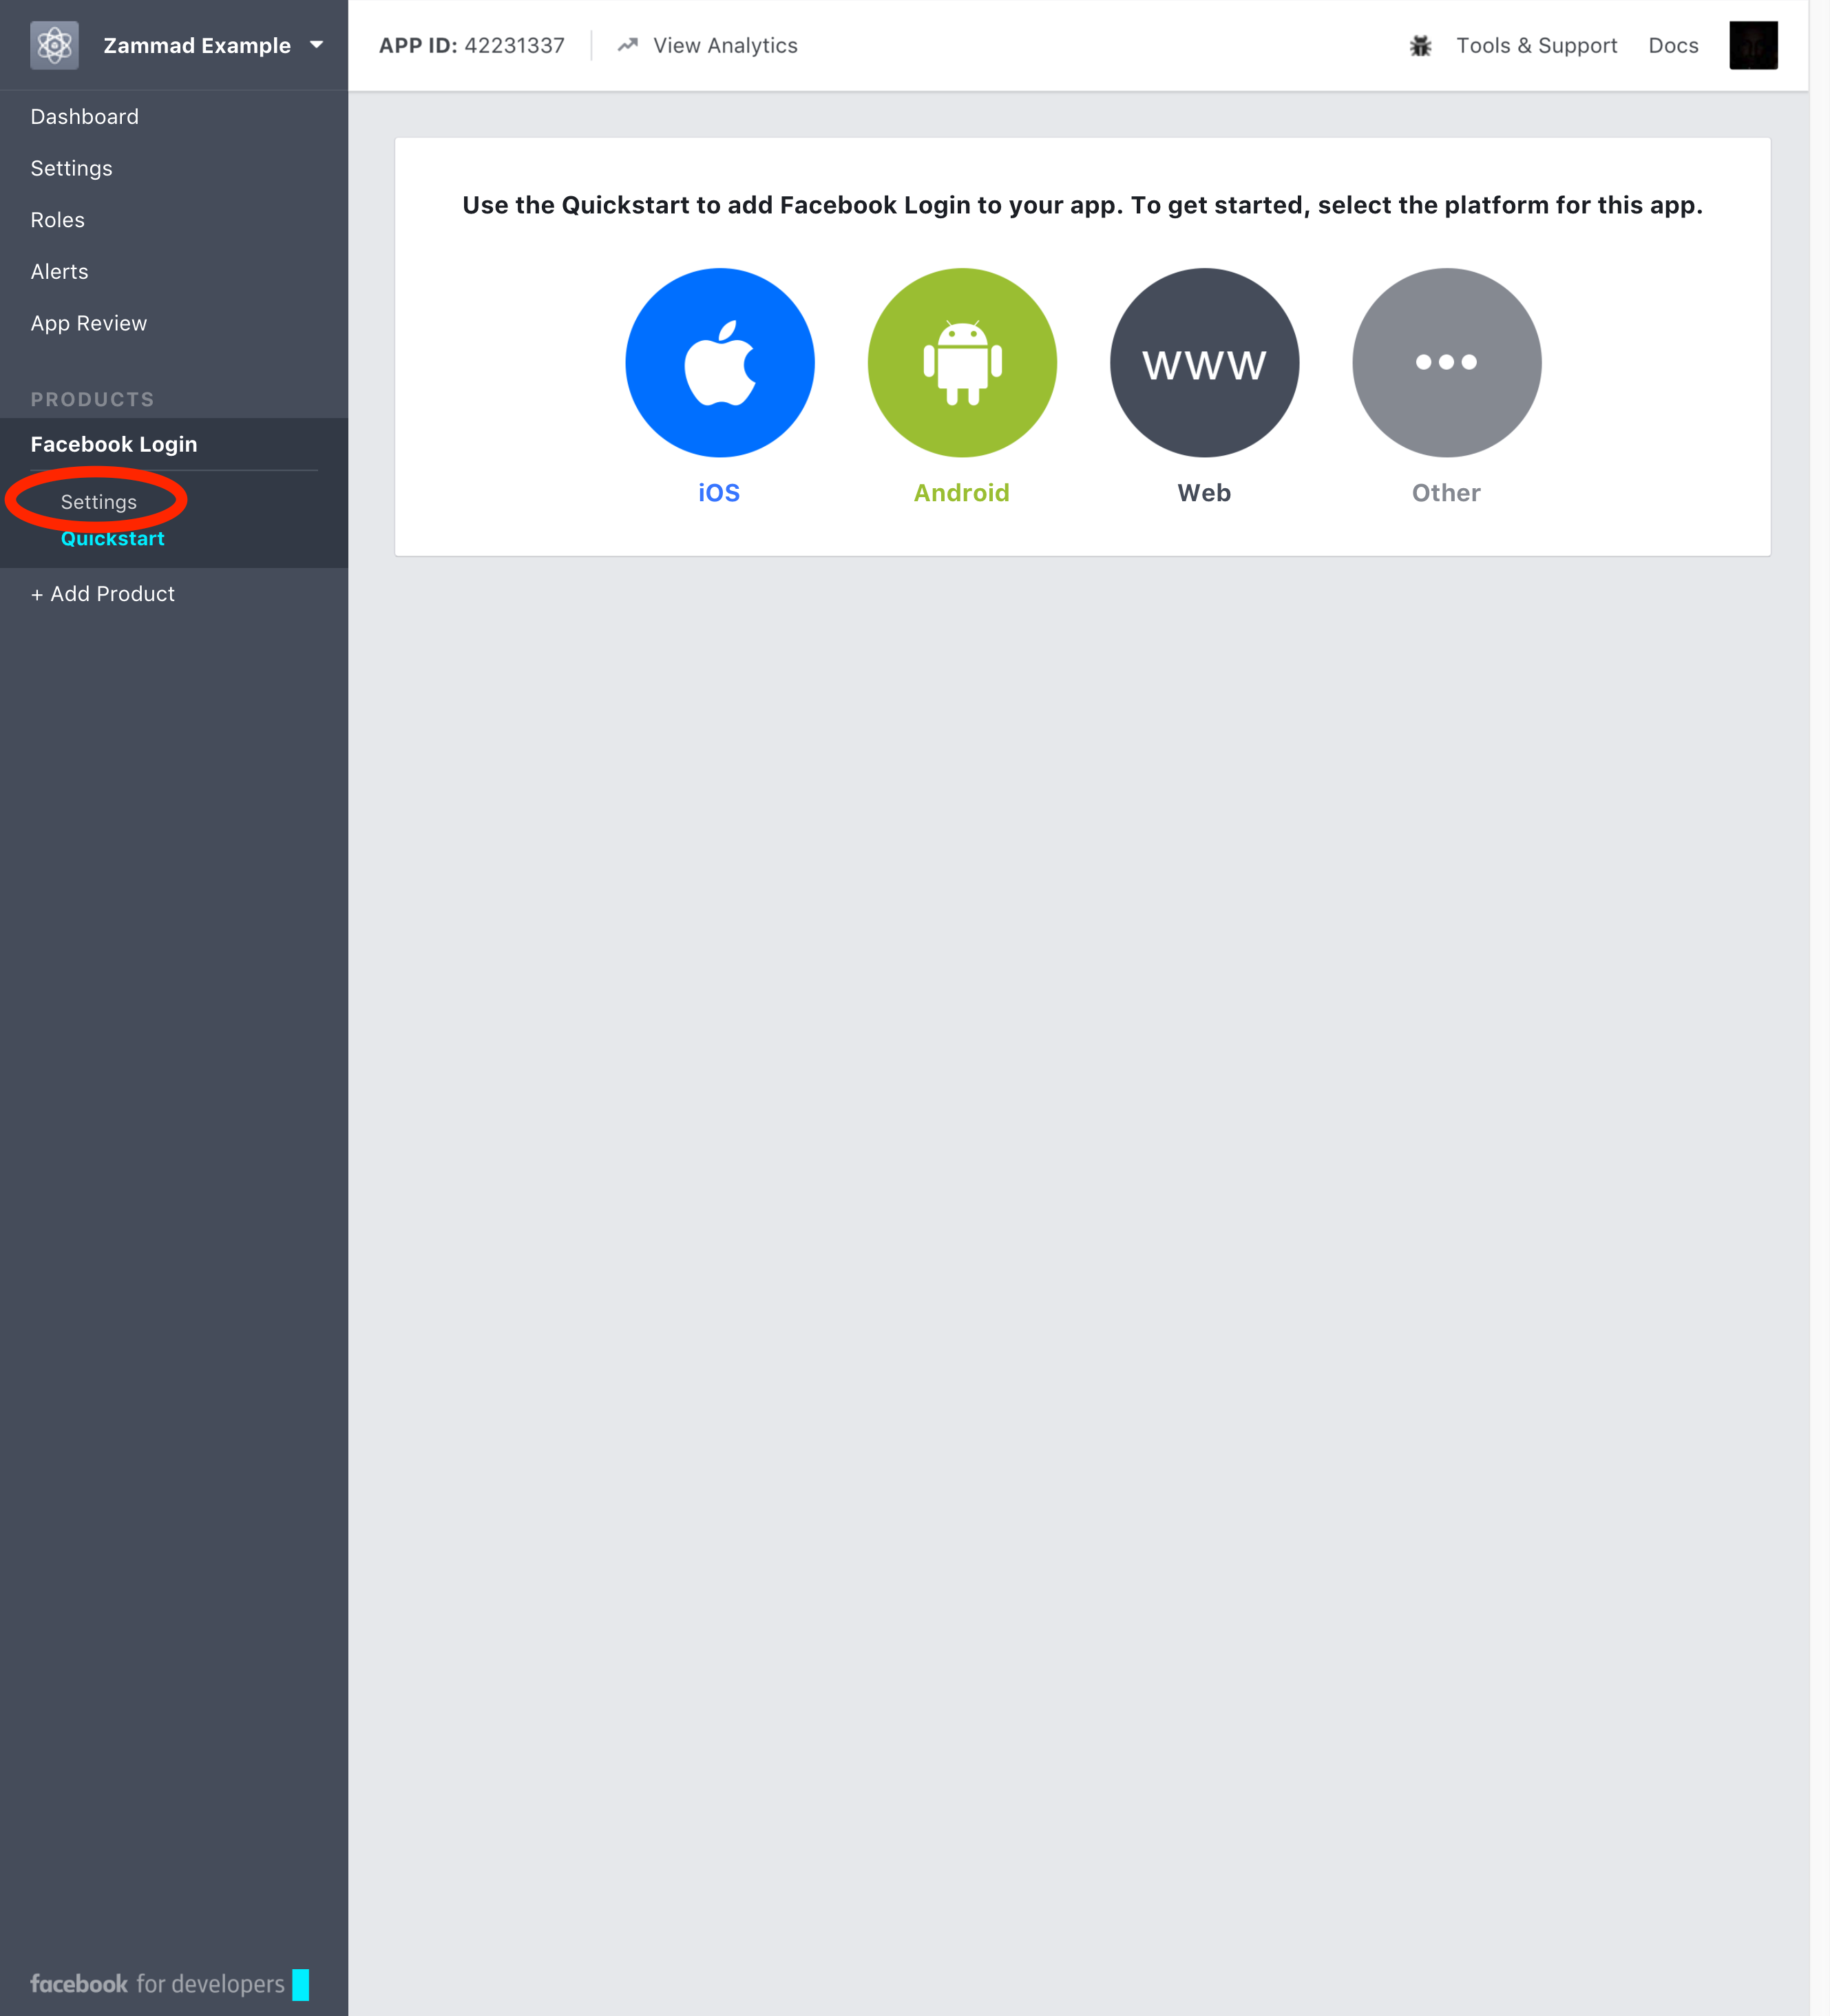 Zammad Example
APP ID: 42231337
View Analytics
Tools & Support
Docs
Dashboard
Settings
Roles
Alerts
App Review
PRODUCTS
Facebook Login
Settings
Quickstart
+ Add Product
Use the Quickstart to add Facebook Login to your app. To get started, select the platform for this app.
www
iOS
Android
Web
Other
facebook for developers